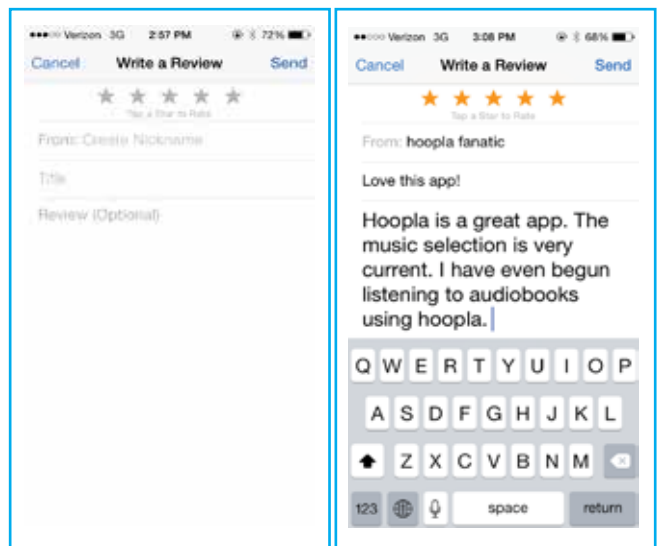 Verizon 3G 2:57 PM 72%
Cancel Write a Review Send
Tap a Star to Rate
From: Create Nickname
Title
Review (Optional)
Verizon 3G 3:08 PM 68%
Cancel Write a Review Send
Tap a Star to Rate
From: hoopla fanatic
Love this app!
Hoopla is a great app. The
music selection is very
current. I have even begun
listening to audiobooks
using hoopla.
Q W E R T Y U I O P
A S D F G H J K L
Z X C V B N M
123 space return